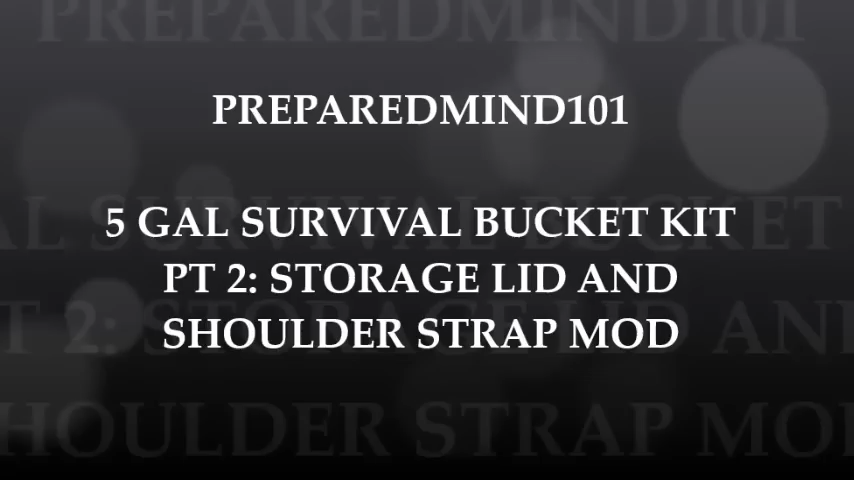 PREPAREDMIND101
5 GAL SURVIVAL BUCKET KIT
PT 2: STORAGE LID AND
SHOULDER STRAP MOD